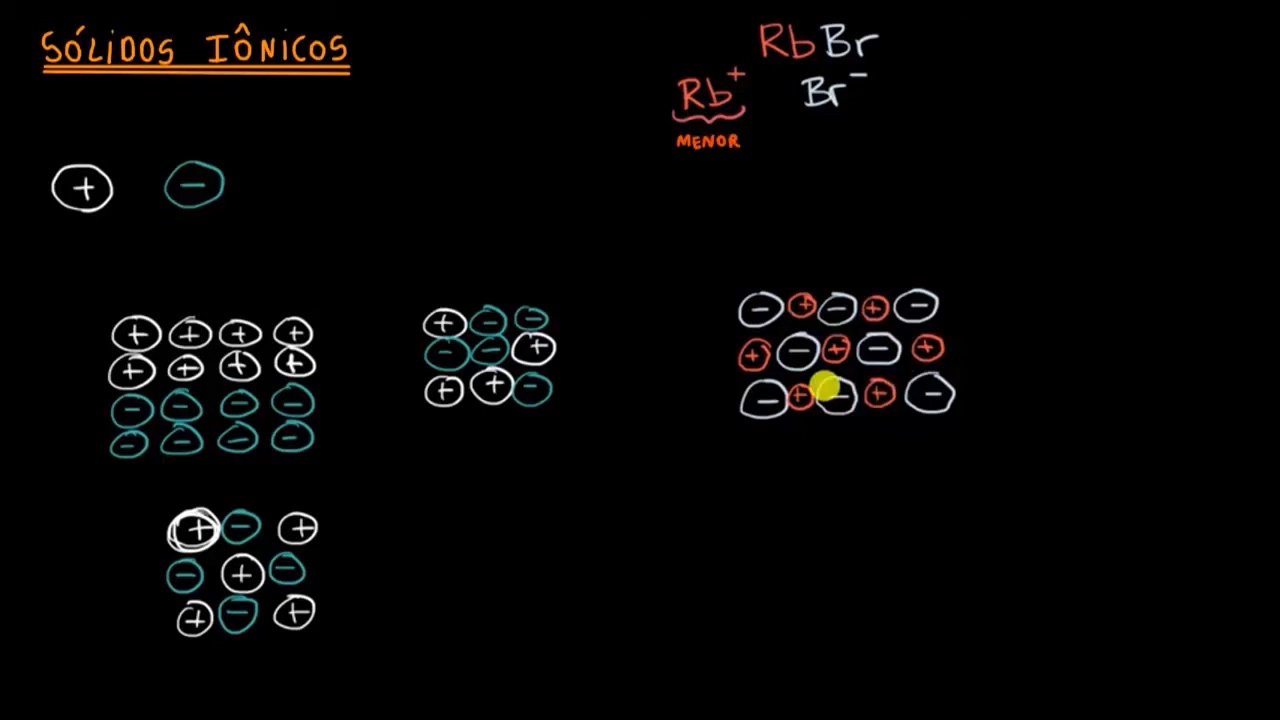 SÓLIDOS IÔNICOS
RbBr
Rb⁺ Br⁻
MENOR
+ −
+ + + +
+ + + +
− − − −
− − − −
+ − −
− − +
+ + −
− + − + −
+ − + − +
− + − + −
+ − +
− + −
+ − +